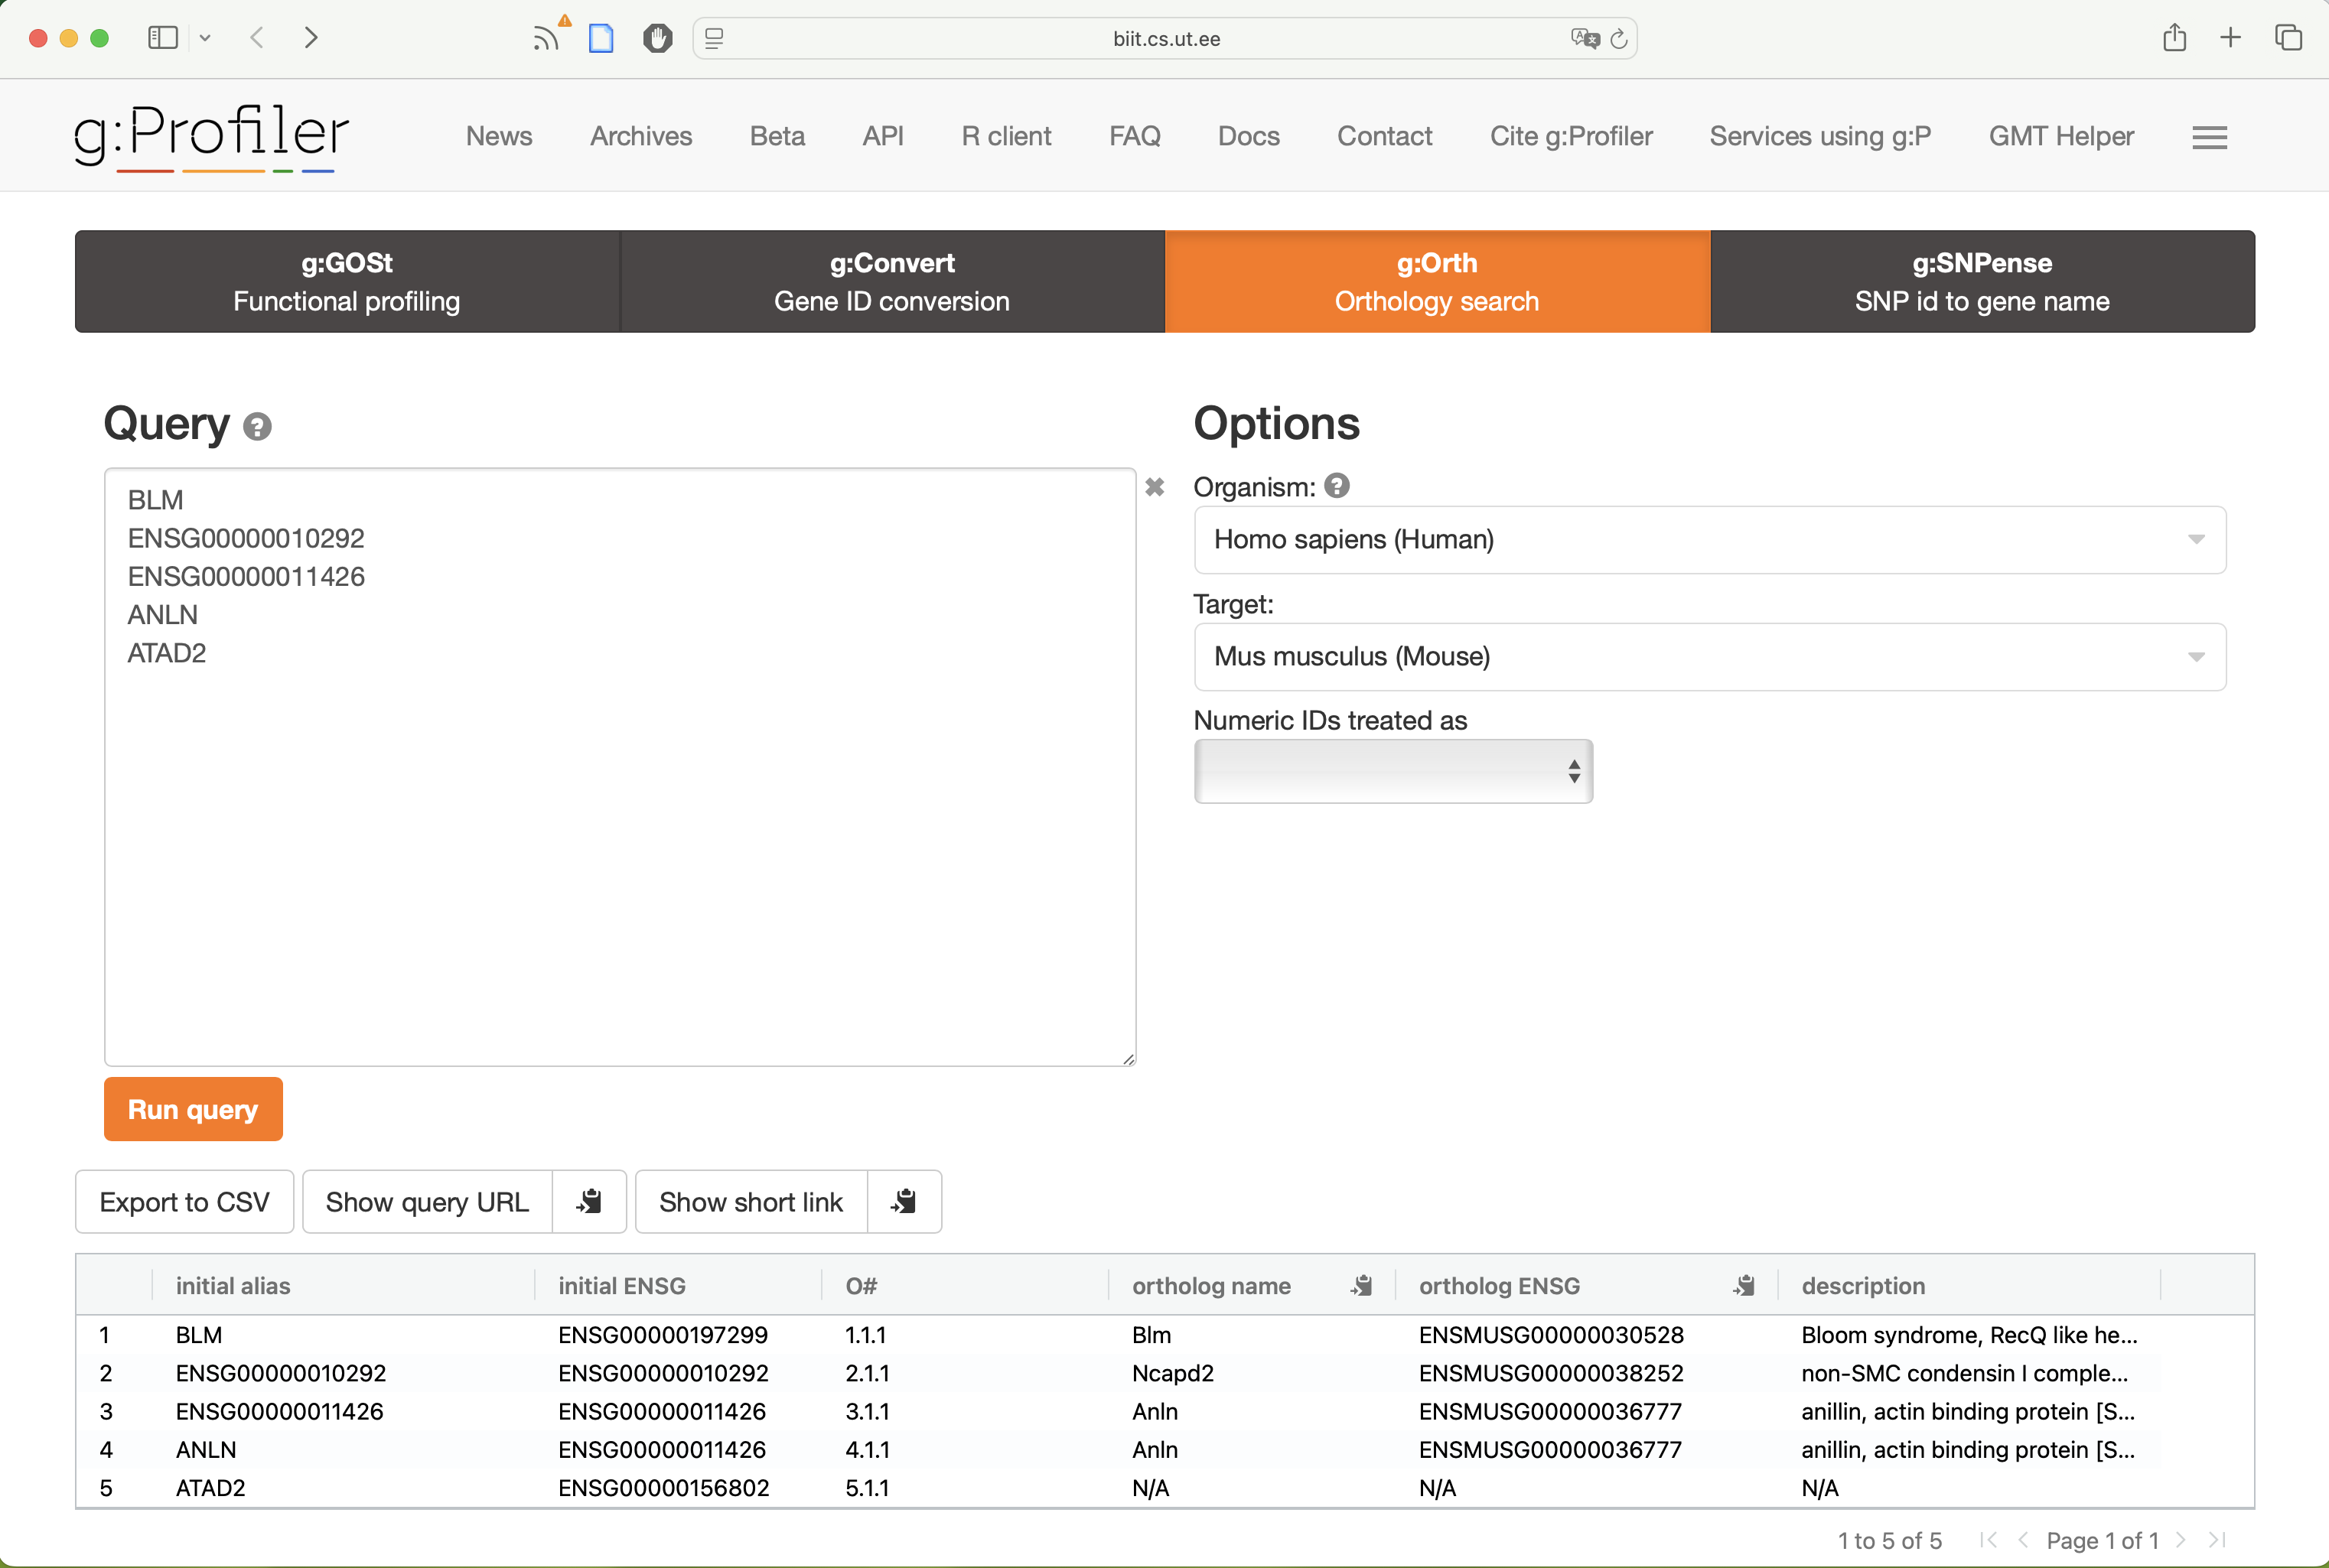 biit.cs.ut.ee
g:Profiler
News Archives Beta API R client FAQ Docs Contact Cite g:Profiler Services using g:P GMT Helper
g:GOSt g:Convert g:Orth g:SNPense
Functional profiling Gene ID conversion Orthology search SNP id to gene name
Query ? Options
Organism: ?
BLM
ENSG00000010292
ENSG00000011426
ANLN
ATAD2
Homo sapiens (Human)
Target:
Mus musculus (Mouse)
Numeric IDs treated as
Run query
Export to CSV Show query URL Show short link
initial alias initial ENSG O# ortholog name ortholog ENSG description
1 BLM ENSG00000197299 1.1.1 Blm ENSMUSG00000030528 Bloom syndrome, RecQ like he...
2 ENSG00000010292 ENSG00000010292 2.1.1 Ncapd2 ENSMUSG00000038252 non-SMC condensin I comple...
3 ENSG00000011426 ENSG00000011426 3.1.1 Anln ENSMUSG00000036777 anillin, actin binding protein [S...
4 ANLN ENSG00000011426 4.1.1 Anln ENSMUSG00000036777 anillin, actin binding protein [S...
5 ATAD2 ENSG00000156802 5.1.1 N/A N/A N/A
1 to 5 of 5 Page 1 of 1